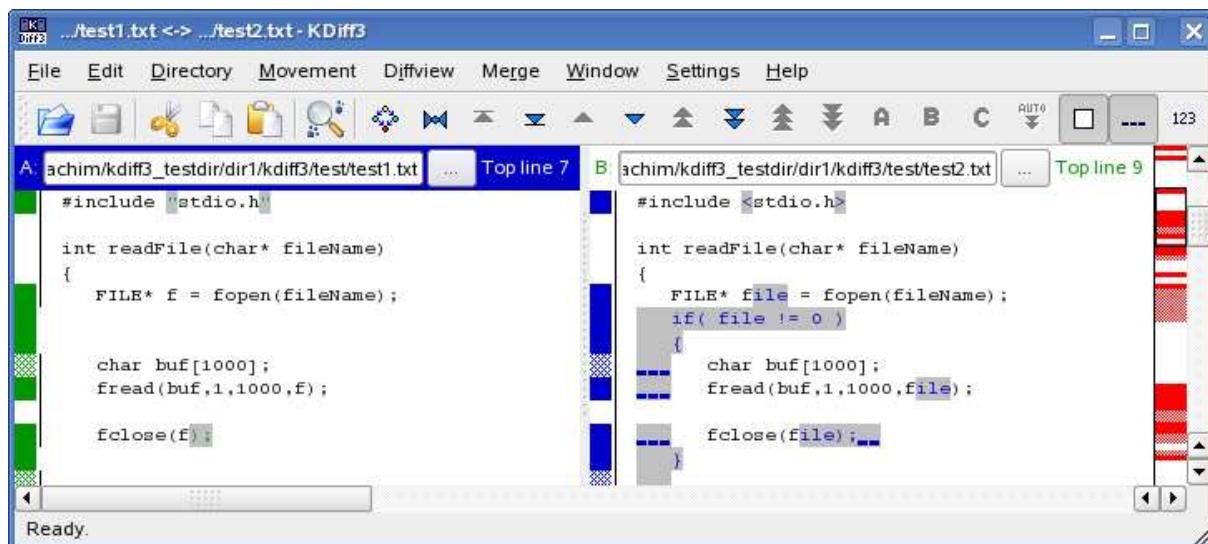 K
Diff3
.../test1.txt <-> .../test2.txt - KDiff3
File Edit Directory Movement Diffview Merge Window Settings Help
A B C AUTO 123
A: achim/kdiff3_testdir/dir1/kdiff3/test/test1.txt ... Top line 7
#include "stdio.h"
int readFile(char* fileName)
{
FILE* f = fopen(fileName);
char buf[1000];
fread(buf,1,1000,f);
fclose(f);
B: achim/kdiff3_testdir/dir1/kdiff3/test/test2.txt ... Top line 9
#include <stdio.h>
int readFile(char* fileName)
{
FILE* file = fopen(fileName);
if( file != 0 )
{
char buf[1000];
fread(buf,1,1000,file);
fclose(file);
}
Ready.